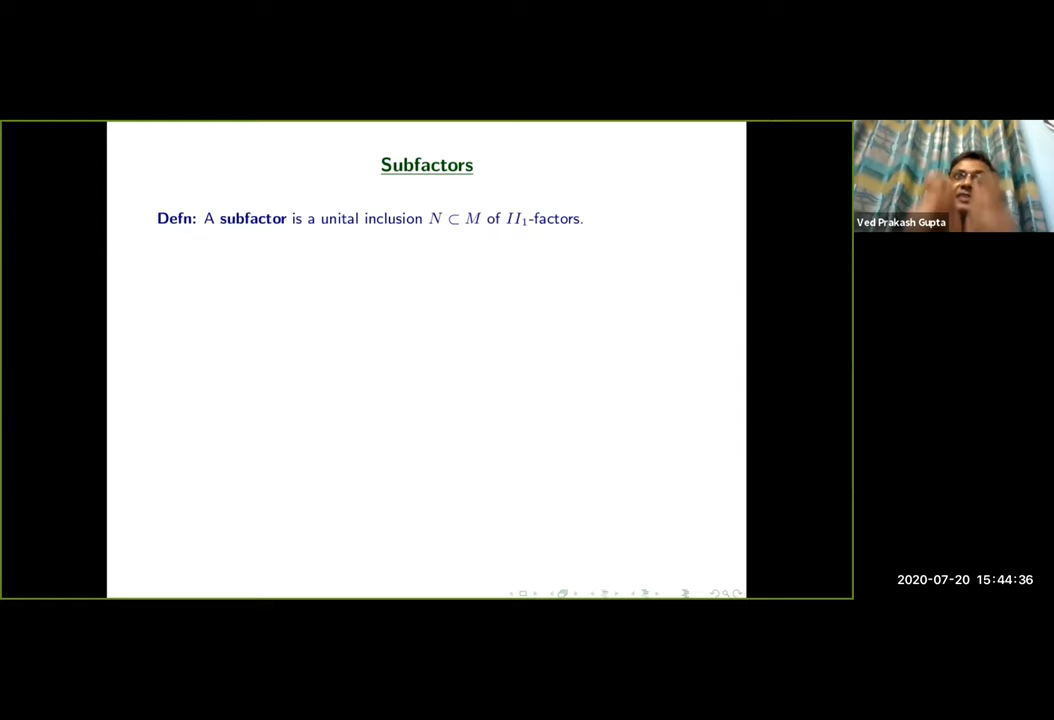 Subfactors
Defn: A subfactor is a unital inclusion N ⊂ M of II₁-factors.
Ved Prakash Gupta
2020-07-20 15:44:36